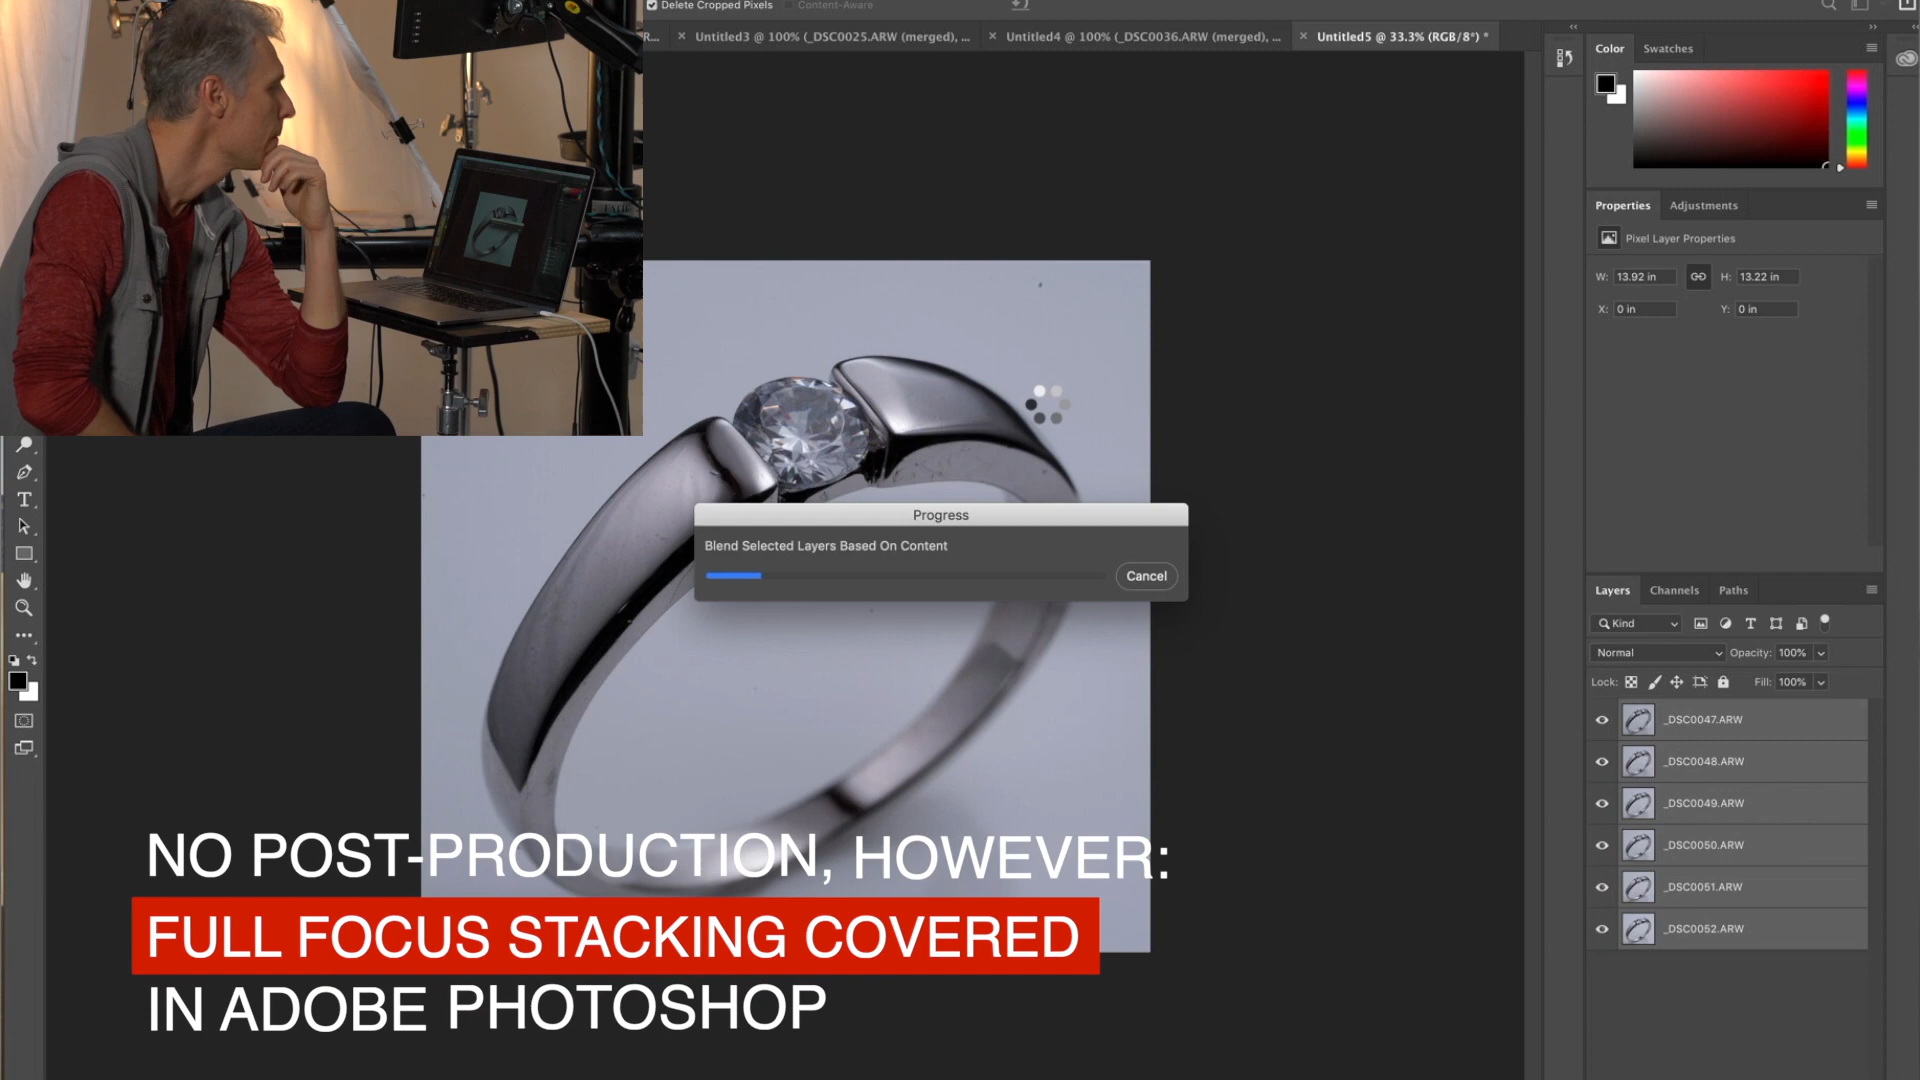 Delete Cropped Pixels
Content-Aware
R...
Untitled3 @ 100% (_DSC0025.ARW (merged), ...
Untitled4 @ 100% (_DSC0036.ARW (merged), ...
Untitled5 @ 33.3% (RGB/8*) *
Color
Swatches
Properties
Adjustments
Pixel Layer Properties
W: 13.92 in
H: 13.22 in
X: 0 in
Y: 0 in
Progress
Blend Selected Layers Based On Content
Cancel
Layers
Channels
Paths
Kind
Normal
Opacity: 100%
Lock:
Fill: 100%
_DSC0047.ARW
_DSC0048.ARW
_DSC0049.ARW
_DSC0050.ARW
_DSC0051.ARW
_DSC0052.ARW
NO POST-PRODUCTION, HOWEVER:
FULL FOCUS STACKING COVERED
IN ADOBE PHOTOSHOP